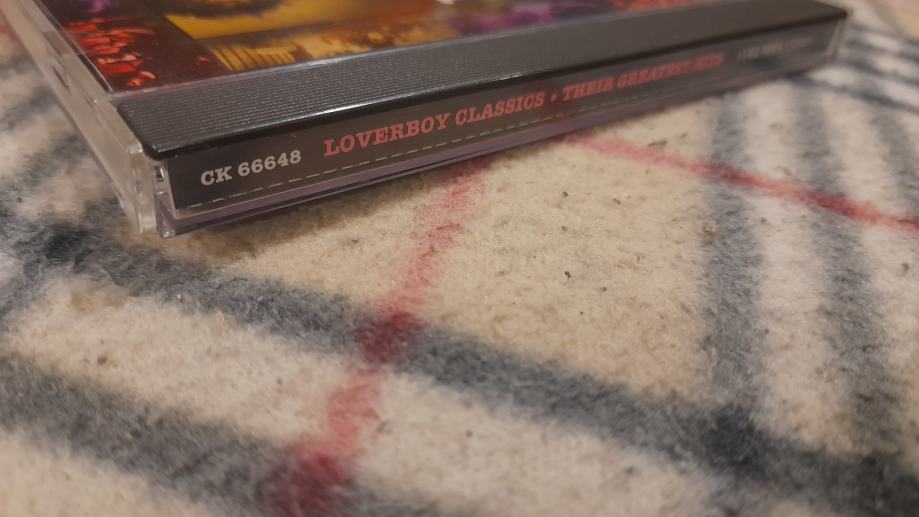 CK 66648 LOVERBOY CLASSICS • THEIR GREATEST HITS